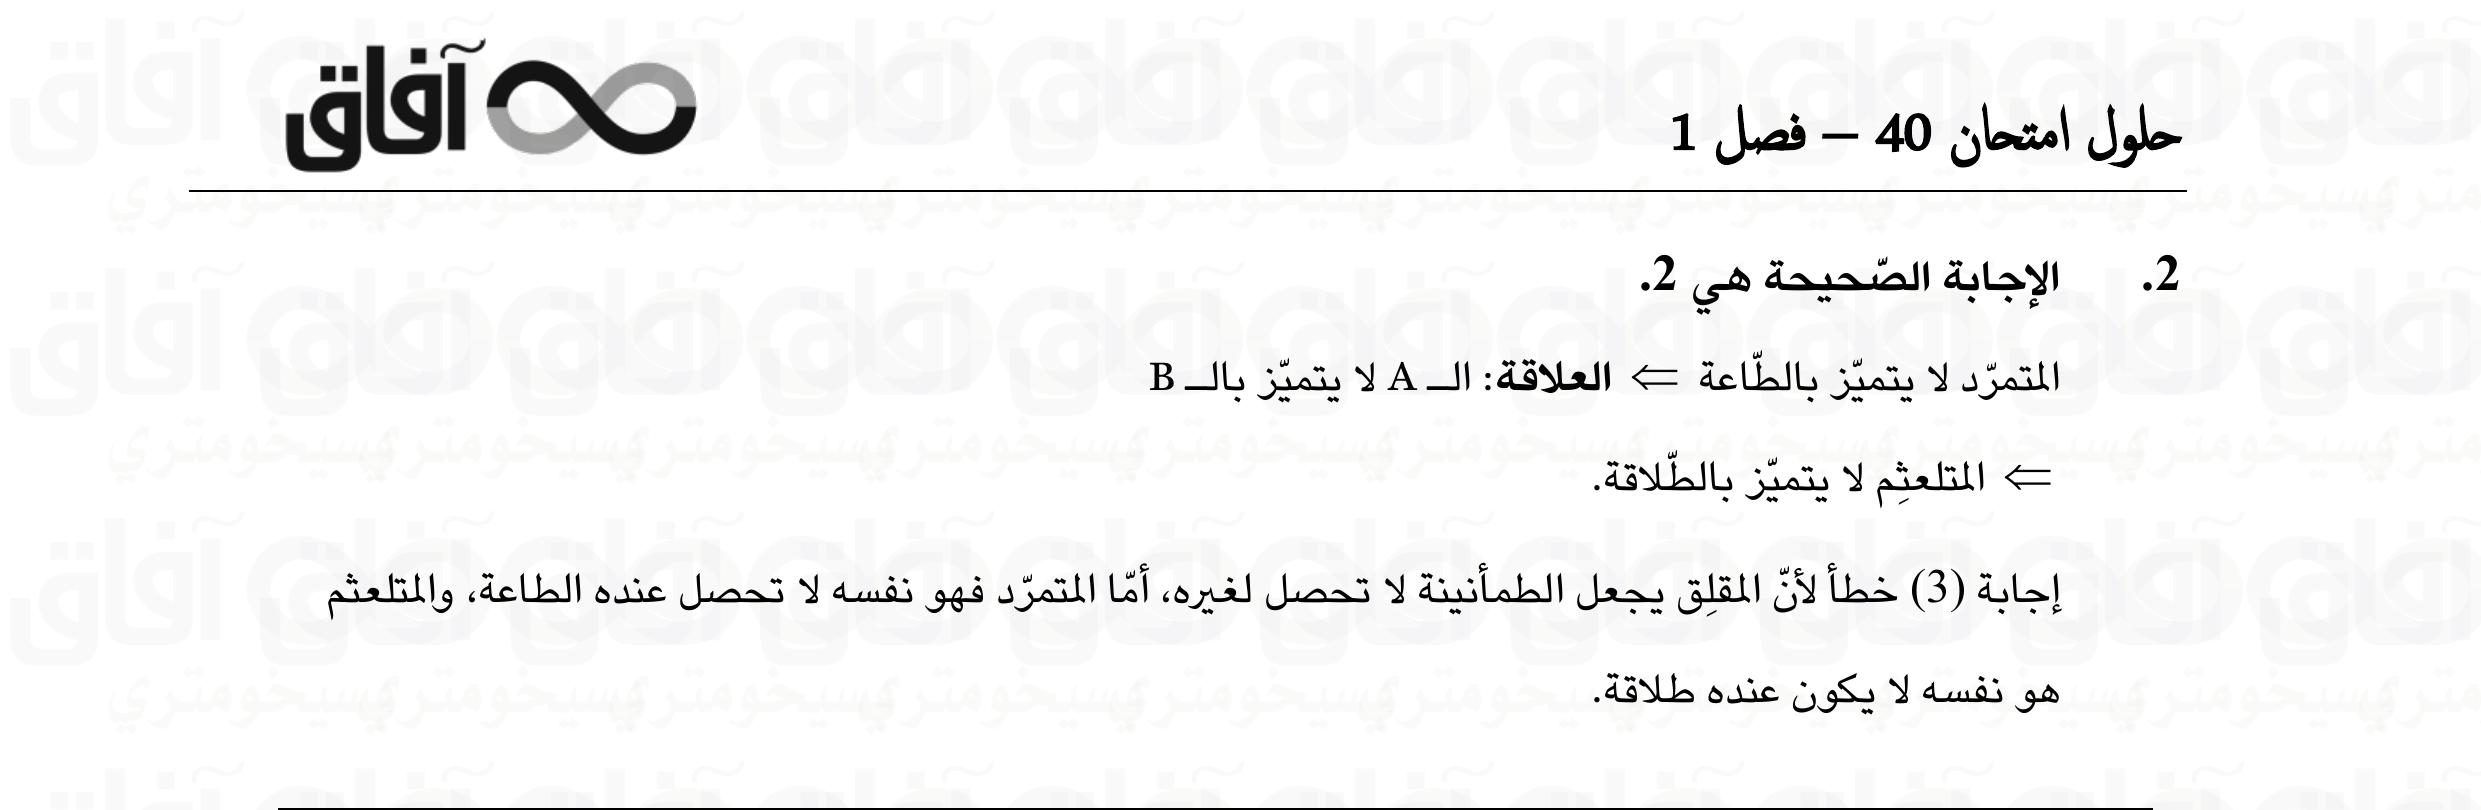 آفاق
حلول امتحان 40 – فصل 1
2. الإجابة الصّحيحة هي 2.
المتمرّد لا يتميّز بالطّاعة ⇐ العلاقة: الــ A لا يتميّز بالــ B
⇐ المتلعثِم لا يتميّز بالطّلاقة.
إجابة (3) خطأ لأنّ المقلِق يجعل الطمأنينة لا تحصل لغيره، أمّا المتمرّد فهو نفسه لا تحصل عنده الطاعة، والمتلعثم
هو نفسه لا يكون عنده طلاقة.